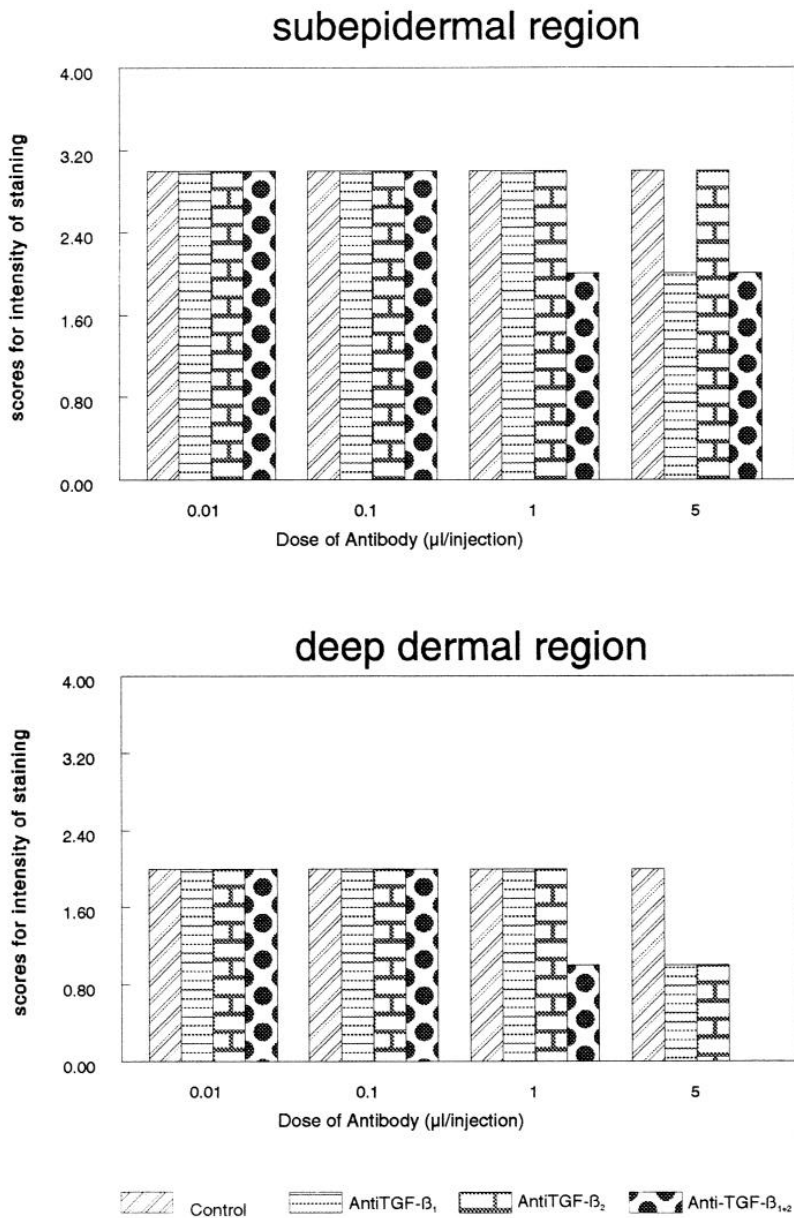 subepidermal region
4.00
3.20
2.40
1.60
0.80
0.00
scores for intensity of staining
0.01 0.1 1 5
Dose of Antibody (µl/injection)
deep dermal region
4.00
3.20
2.40
1.60
0.80
0.00
scores for intensity of staining
0.01 0.1 1 5
Dose of Antibody (µl/injection)
Control AntiTGF-ß₁ AntiTGF-ß₂ Anti-TGF-ß₁₊₂